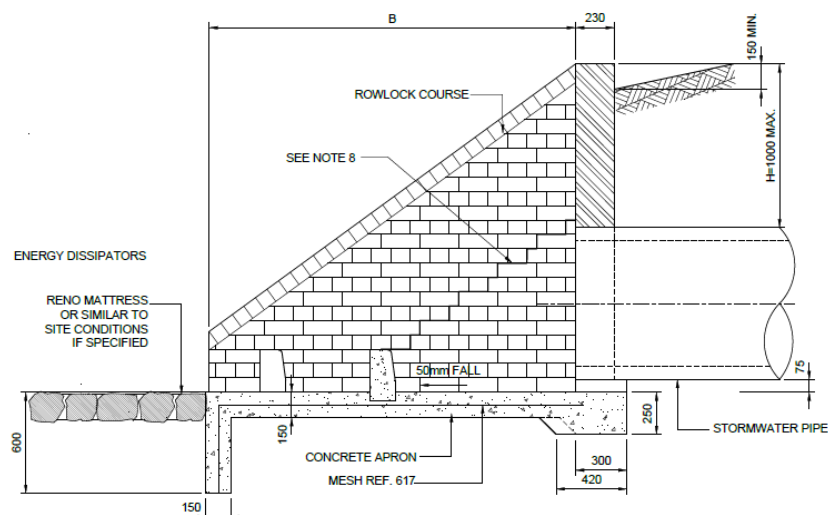 B
230
150 MIN.
ROWLOCK COURSE
SEE NOTE 8
H=1000 MAX.
ENERGY DISSIPATORS
RENO MATTRESS
OR SIMILAR TO
SITE CONDITIONS
IF SPECIFIED
50mm FALL
75
600
150
250
STORMWATER PIPE
CONCRETE APRON
MESH REF. 617
300
420
150